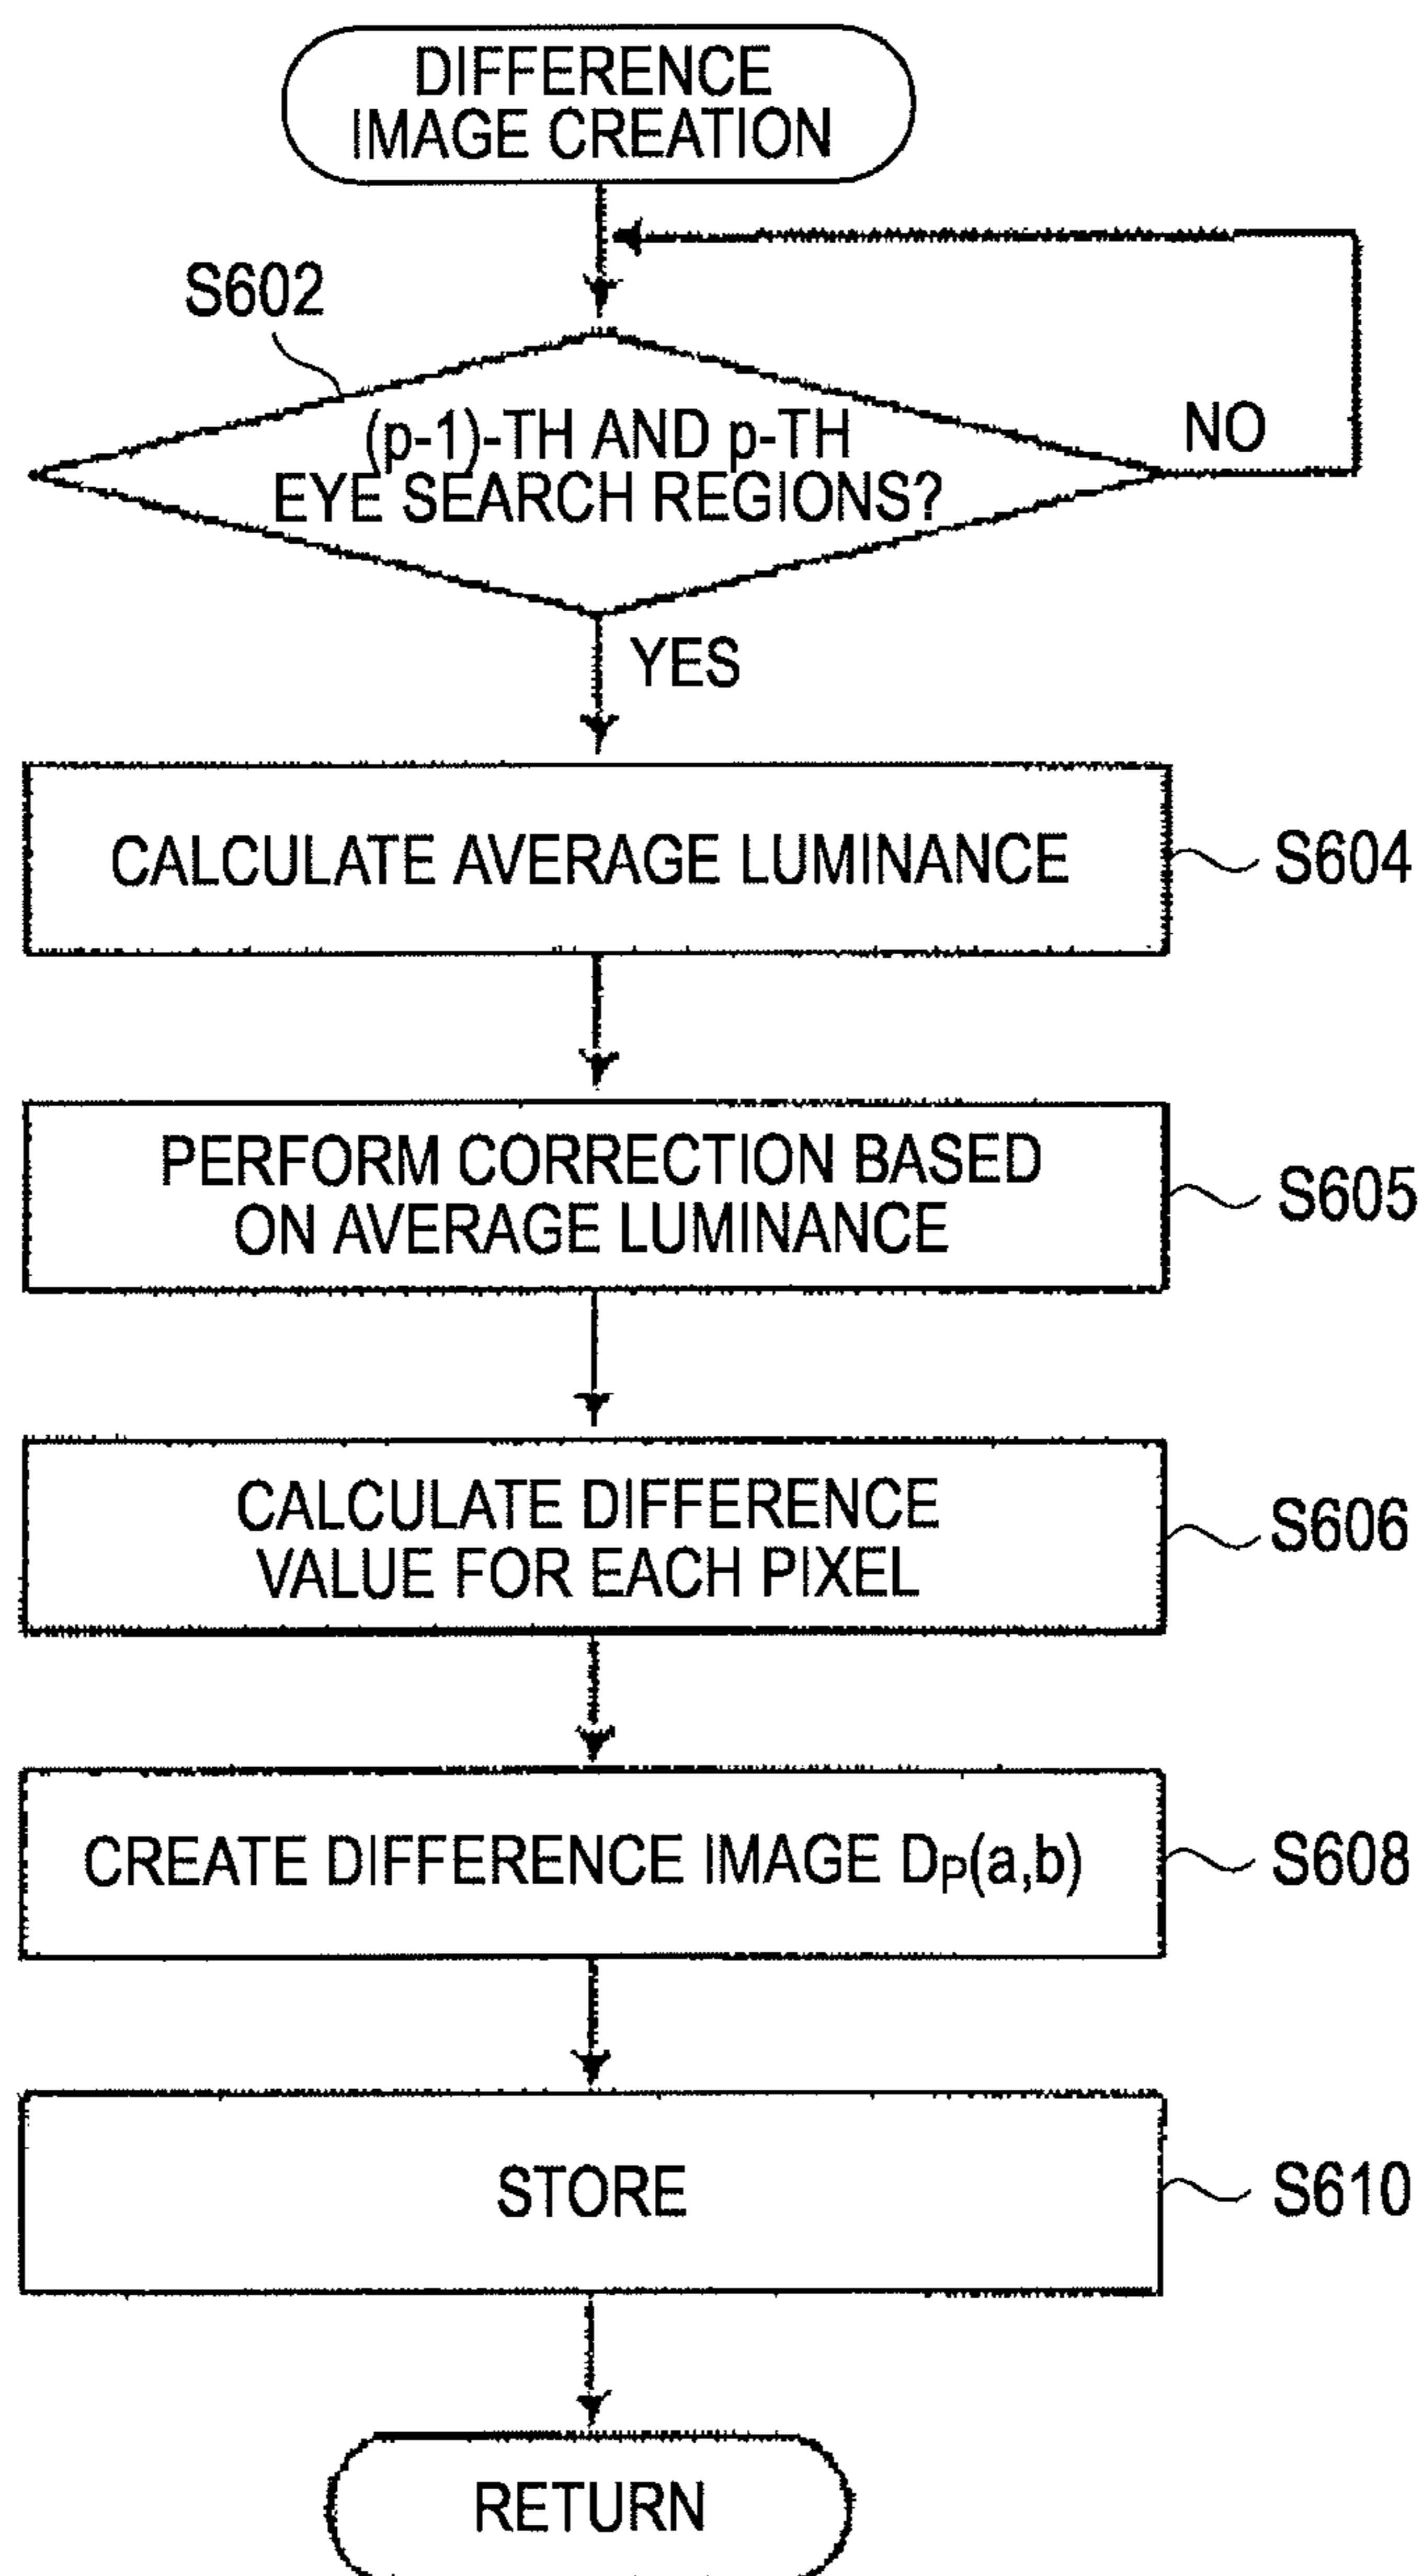 DIFFERENCE
IMAGE CREATION
S602
(p-1)-TH AND p-TH
EYE SEARCH REGIONS?
NO
YES
CALCULATE AVERAGE LUMINANCE
S604
PERFORM CORRECTION BASED
ON AVERAGE LUMINANCE
S605
CALCULATE DIFFERENCE
VALUE FOR EACH PIXEL
S606
CREATE DIFFERENCE IMAGE DP(a,b)
S608
STORE
S610
RETURN